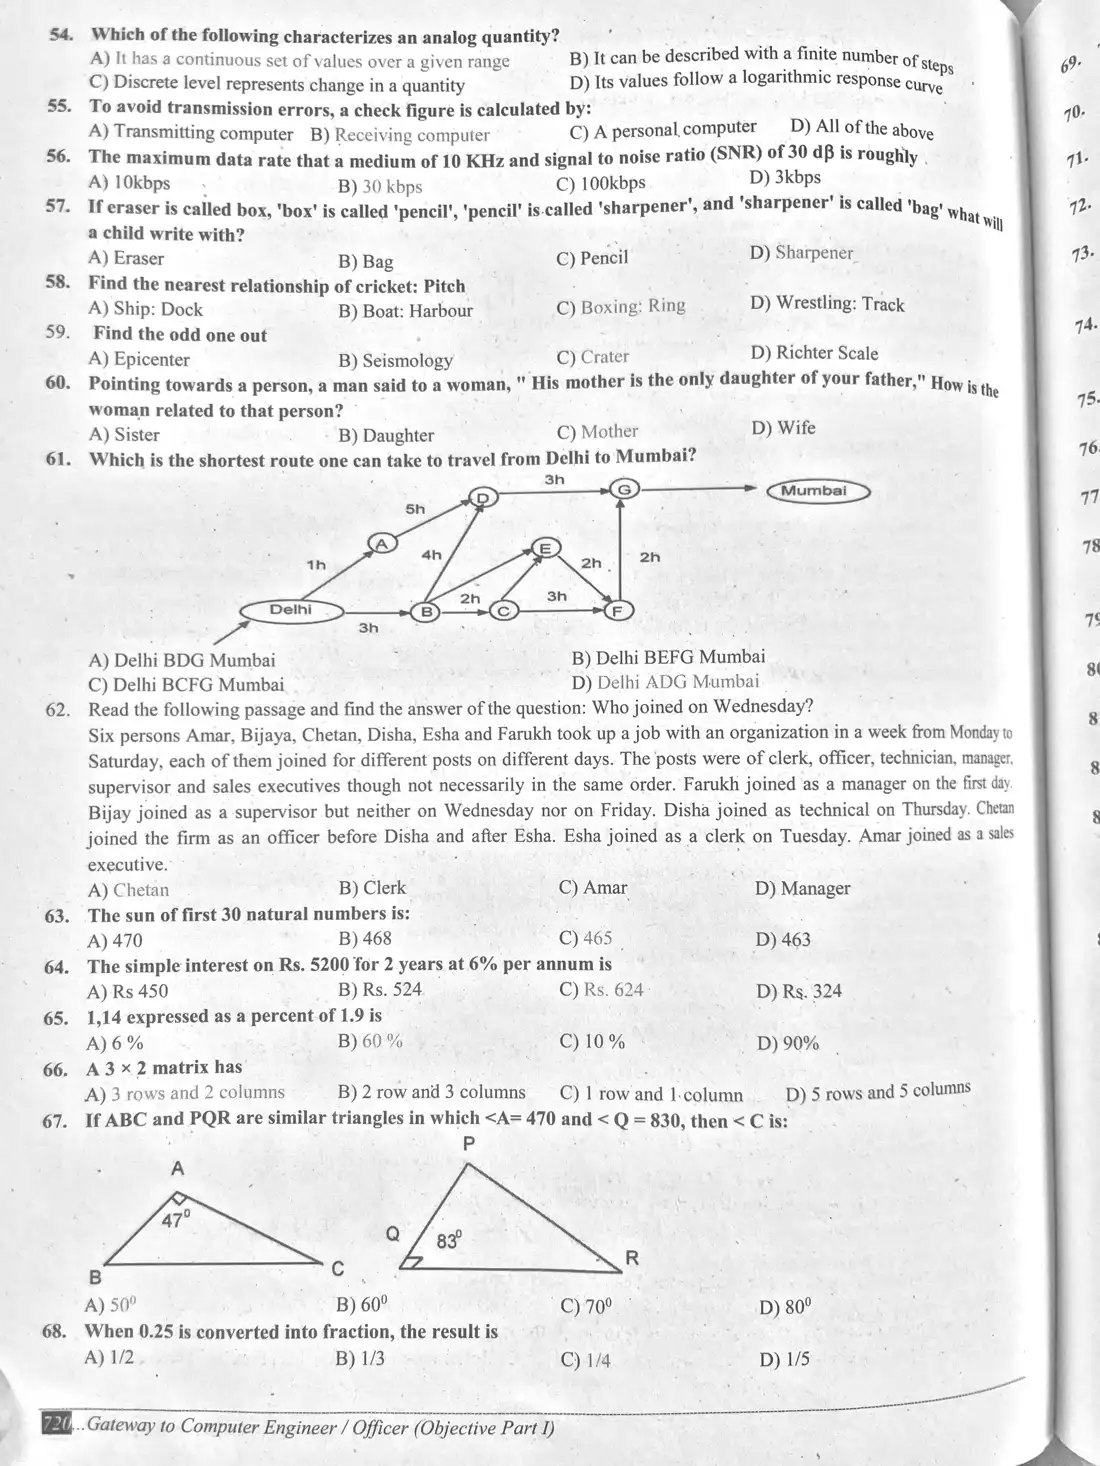 54. Which of the following characterizes an analog quantity?
A) It has a continuous set of values over a given range B) It can be described with a finite number of steps
C) Discrete level represents change in a quantity D) Its values follow a logarithmic response curve
55. To avoid transmission errors, a check figure is calculated by:
A) Transmitting computer B) Receiving computer C) A personal computer D) All of the above
56. The maximum data rate that a medium of 10 KHz and signal to noise ratio (SNR) of 30 dβ is roughly
A) 10kbps B) 30 kbps C) 100kbps D) 3kbps
57. If eraser is called box, 'box' is called 'pencil', 'pencil' is called 'sharpener', and 'sharpener' is called 'bag' what will
a child write with?
A) Eraser B) Bag C) Pencil D) Sharpener
58. Find the nearest relationship of cricket: Pitch
A) Ship: Dock B) Boat: Harbour C) Boxing: Ring D) Wrestling: Track
59. Find the odd one out
A) Epicenter B) Seismology C) Crater D) Richter Scale
60. Pointing towards a person, a man said to a woman, " His mother is the only daughter of your father," How is the
woman related to that person?
A) Sister B) Daughter C) Mother D) Wife
61. Which is the shortest route one can take to travel from Delhi to Mumbai?
3h
D G Mumbai
5h
A E
1h 4h 2h 2h
2h 3h
Delhi B C F
3h
A) Delhi BDG Mumbai B) Delhi BEFG Mumbai
C) Delhi BCFG Mumbai D) Delhi ADG Mumbai
62. Read the following passage and find the answer of the question: Who joined on Wednesday?
Six persons Amar, Bijaya, Chetan, Disha, Esha and Farukh took up a job with an organization in a week from Monday to
Saturday, each of them joined for different posts on different days. The posts were of clerk, officer, technician, manager,
supervisor and sales executives though not necessarily in the same order. Farukh joined as a manager on the first day.
Bijay joined as a supervisor but neither on Wednesday nor on Friday. Disha joined as technical on Thursday. Chetan
joined the firm as an officer before Disha and after Esha. Esha joined as a clerk on Tuesday. Amar joined as a sales
executive.
A) Chetan B) Clerk C) Amar D) Manager
63. The sun of first 30 natural numbers is:
A) 470 B) 468 C) 465 D) 463
64. The simple interest on Rs. 5200 for 2 years at 6% per annum is
A) Rs 450 B) Rs. 524 C) Rs. 624 D) Rs. 324
65. 1,14 expressed as a percent of 1.9 is
A) 6 % B) 60 % C) 10 % D) 90%
66. A 3 × 2 matrix has
A) 3 rows and 2 columns B) 2 row and 3 columns C) 1 row and 1 column D) 5 rows and 5 columns
67. If ABC and PQR are similar triangles in which <A= 470 and < Q = 830, then < C is:
P
A
47⁰ Q 83⁰
R
B C
A) 50⁰ B) 60⁰ C) 70⁰ D) 80⁰
68. When 0.25 is converted into fraction, the result is
A) 1/2 B) 1/3 C) 1/4 D) 1/5
720...Gateway to Computer Engineer / Officer (Objective Part I)
69.
70.
71.
72.
73.
74.
75.
76.
77
78